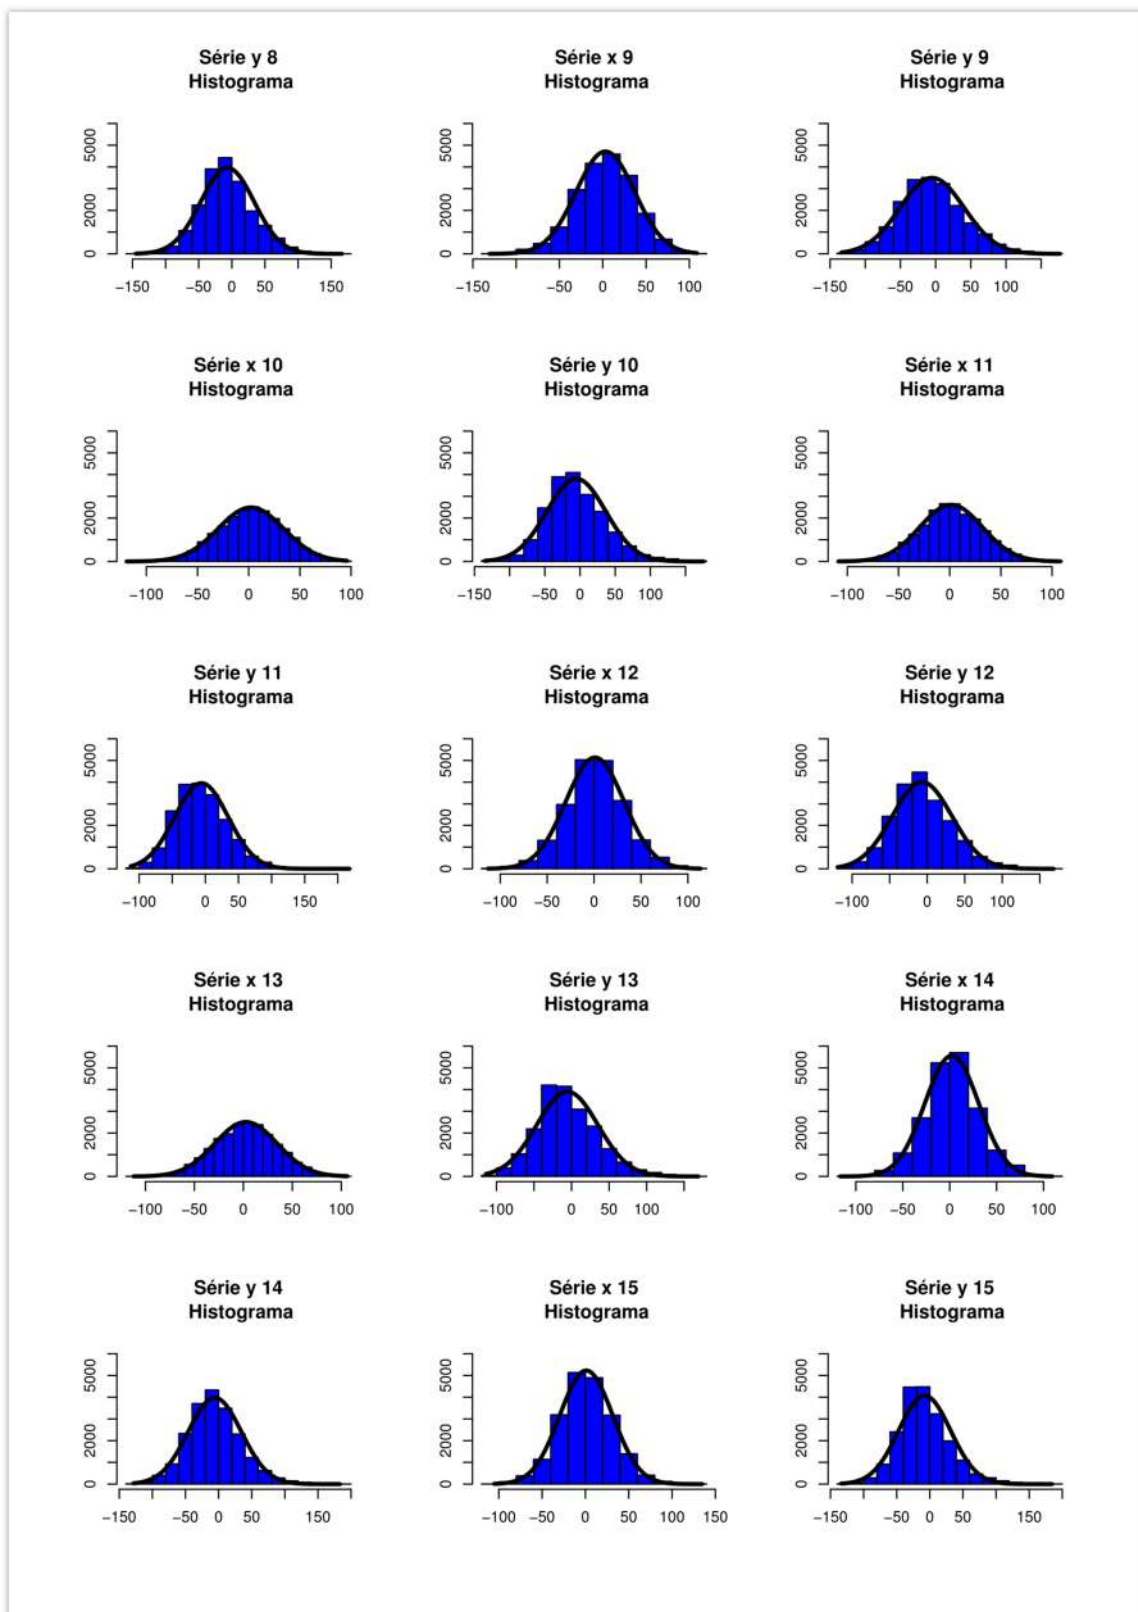 Série y 8
Histograma
Série x 9
Histograma
Série y 9
Histograma
0 2000 5000
−150 −50 0 50 150
0 2000 5000
−150 −50 0 50 100
0 2000 5000
−150 −50 0 50 100
Série x 10
Histograma
Série y 10
Histograma
Série x 11
Histograma
0 2000 5000
−100 −50 0 50 100
0 2000 5000
−150 −50 0 50 100
0 2000 5000
−100 −50 0 50 100
Série y 11
Histograma
Série x 12
Histograma
Série y 12
Histograma
0 2000 5000
−100 0 50 150
0 2000 5000
−100 −50 0 50 100
0 2000 5000
−100 0 50 100
Série x 13
Histograma
Série y 13
Histograma
Série x 14
Histograma
0 2000 5000
−100 −50 0 50 100
0 2000 5000
−100 0 50 100
0 2000 5000
−100 −50 0 50 100
Série y 14
Histograma
Série x 15
Histograma
Série y 15
Histograma
0 2000 5000
−150 −50 0 50 150
0 2000 5000
−100 −50 0 50 100 150
0 2000 5000
−150 −50 0 50 150